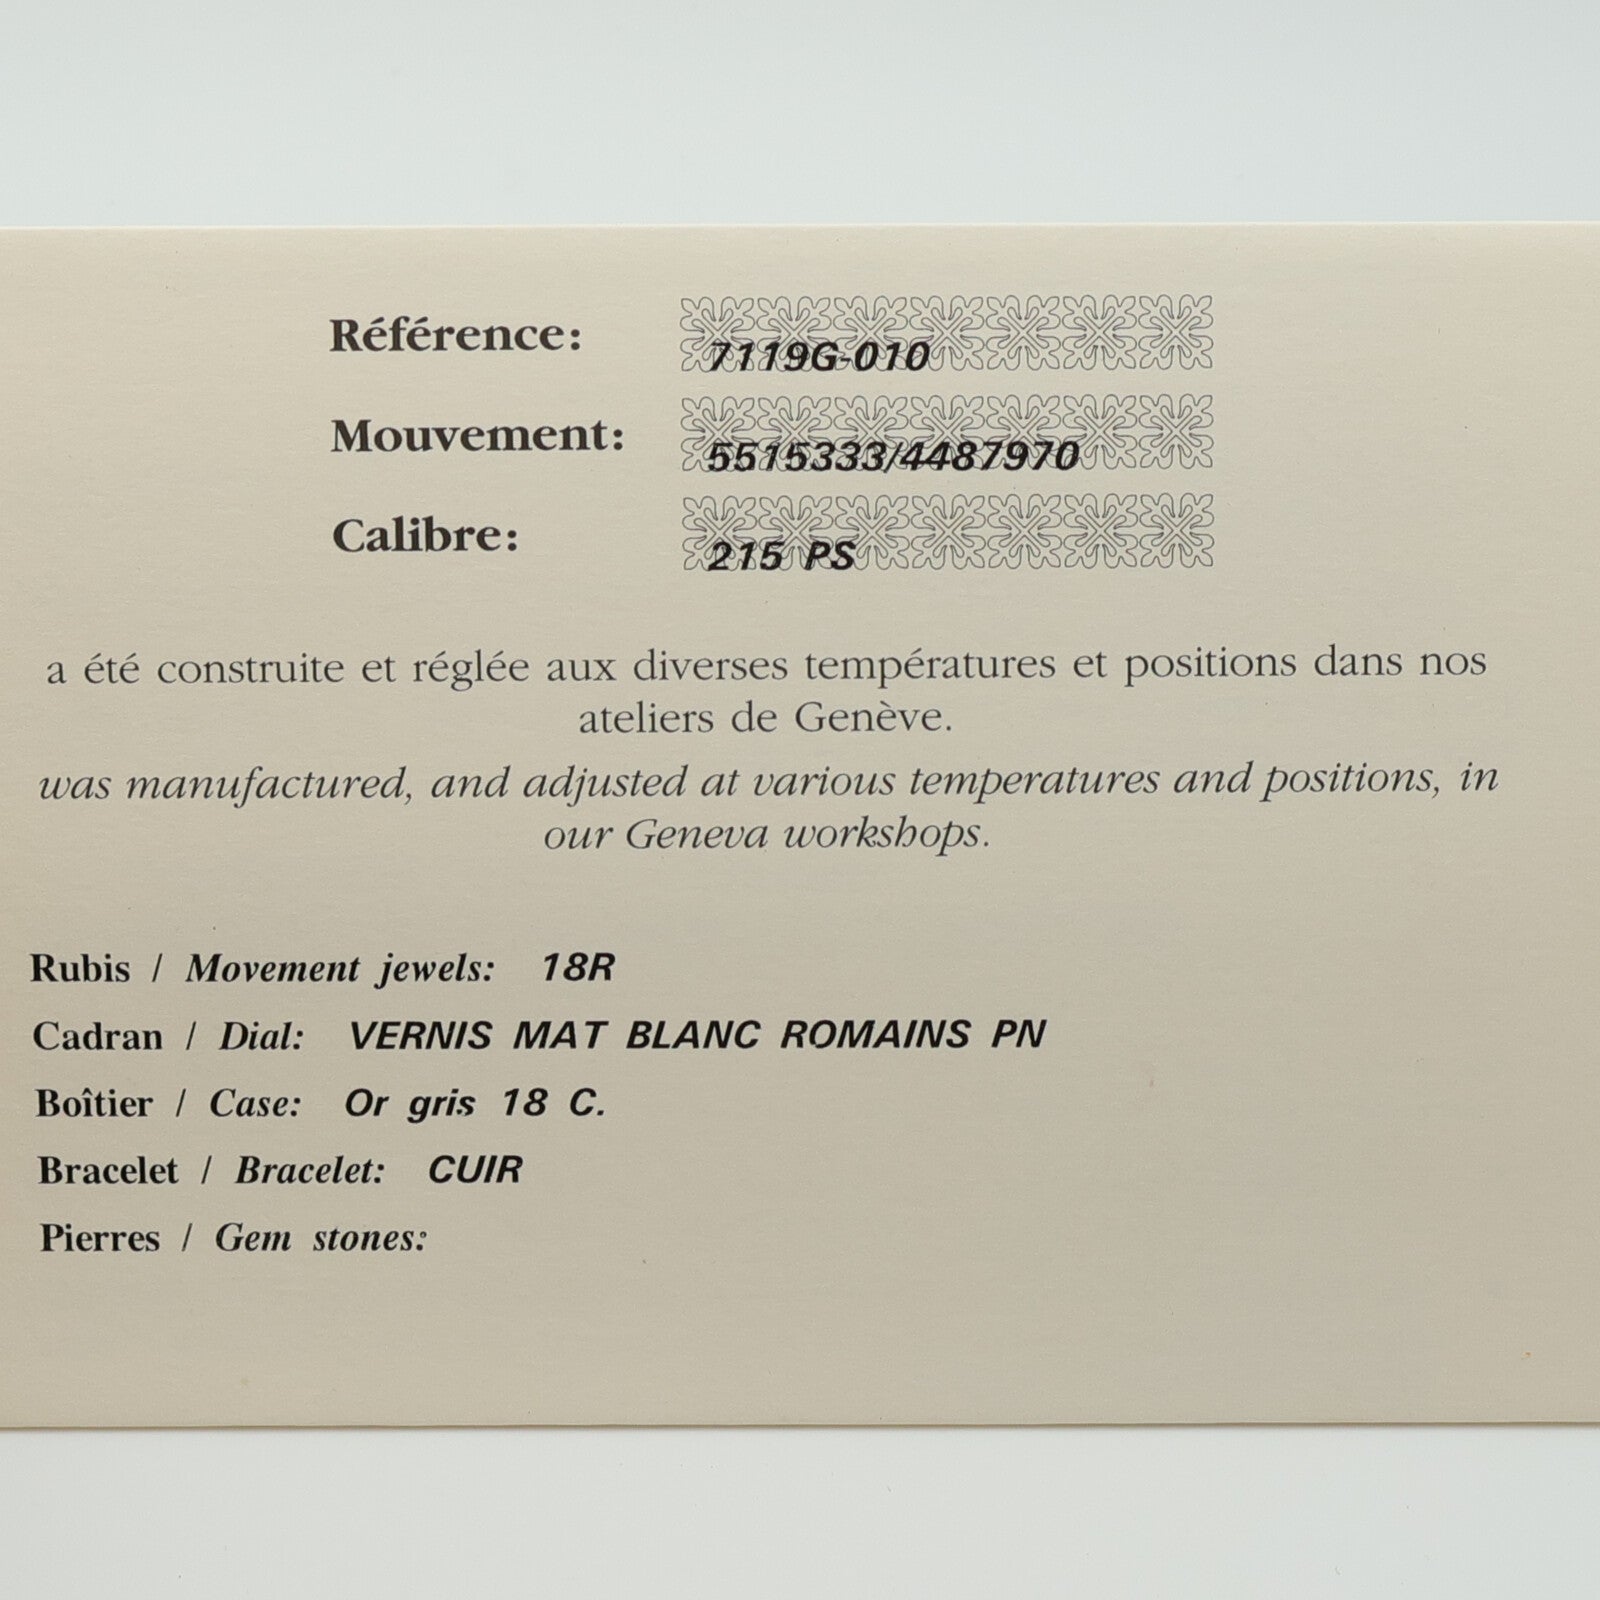 Référence: 7119G-010
Mouvement: 5515333/4487970
Calibre: 215 PS
a été construite et réglée aux diverses températures et positions dans nos
ateliers de Genève.
was manufactured, and adjusted at various temperatures and positions, in
our Geneva workshops.
Rubis / Movement jewels: 18R
Cadran / Dial: VERNIS MAT BLANC ROMAINS PN
Boîtier / Case: Or gris 18 C.
Bracelet / Bracelet: CUIR
Pierres / Gem stones: